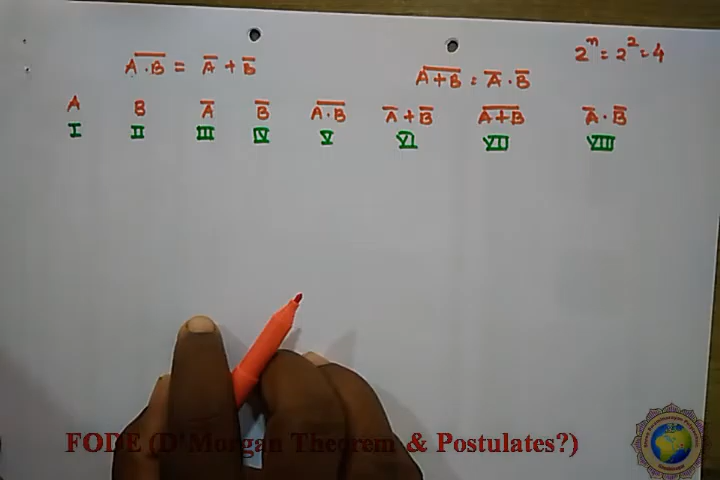 2ⁿ = 2² = 4
A̅ ̅·̅ ̅B̅ = A̅ + B̅
A̅ ̅+̅ ̅B̅ = A̅ · B̅
A B A̅ B̅ A̅ ̅·̅ ̅B̅ A̅ + B̅ A̅ ̅+̅ ̅B̅ A̅ · B̅
I II III IV V VI VII VIII
FODE (D'Morgan Theorem & Postulates?)